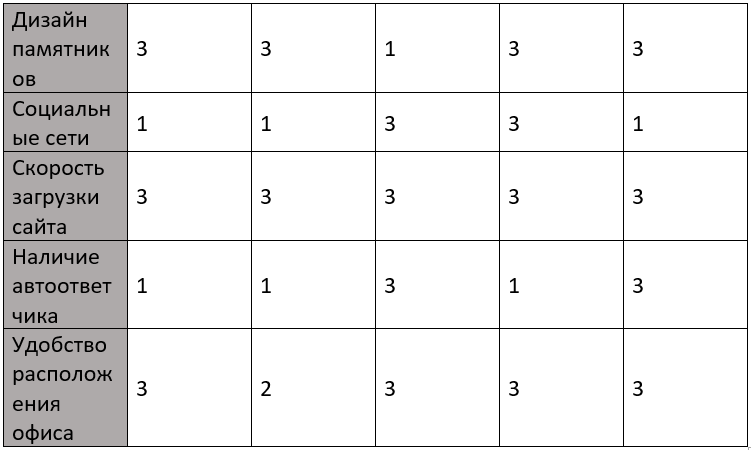 Дизайн
памятник
ов
3 3 1 3 3
Социальн
ые сети
1 1 3 3 1
Скорость
загрузки
сайта
3 3 3 3 3
Наличие
автоответ
чика
1 1 3 1 3
Удобство
располож
ения
офиса
3 2 3 3 3